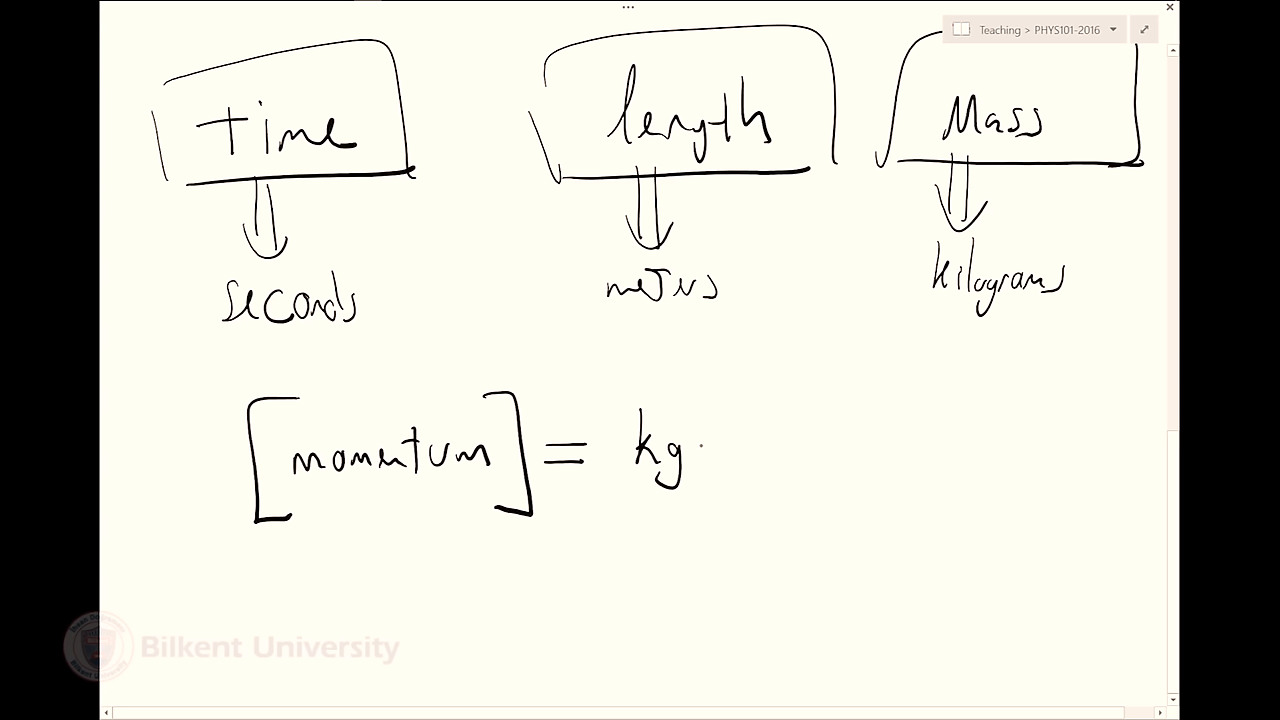 Teaching > PHYS101-2016
Time length Mass
seconds meters kilograms
[momentum] = kg
Bilkent University